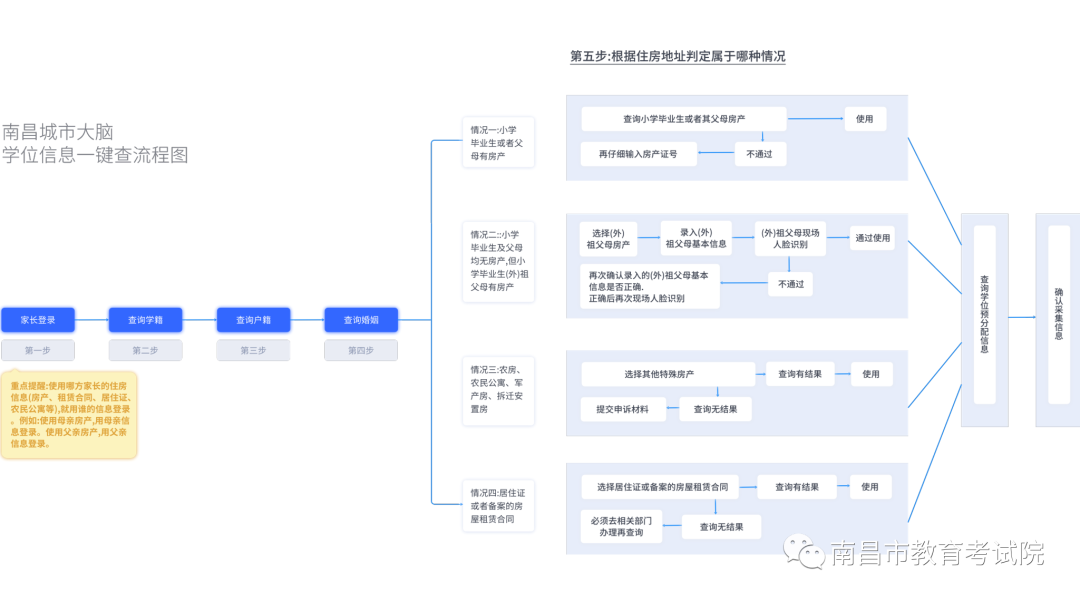 第五步:根据住房地址判定属于哪种情况
南昌城市大脑
学位信息一键查流程图
家长登录
第一步
查询学籍
第二步
查询户籍
第三步
查询婚姻
第四步
重点提醒:使用哪方家长的住房
信息(房产、租赁合同、居住证、
农民公寓等),就用谁的信息登录
。例如:使用母亲房产,用母亲信
息登录。使用父亲房产,用父亲
信息登录。
情况一:小学
毕业生或者父
母有房产
查询小学毕业生或者其父母房产
使用
再仔细输入房产证号
不通过
情况二::小学
毕业生及父母
均无房产,但小
学毕业生(外)祖
父母有房产
选择(外)
祖父母房产
录入(外)
祖父母基本信息
(外)祖父母现场
人脸识别
通过使用
再次确认录入的(外)祖父母基本
信息是否正确.
正确后再次现场人脸识别
不通过
情况三:农房、
农民公寓、军
产房、拆迁安
置房
选择其他特殊房产
查询有结果
使用
提交申诉材料
查询无结果
情况四:居住证
或者备案的房
屋租赁合同
选择居住证或备案的房屋租赁合同
查询有结果
使用
必须去相关部门
办理再查询
查询无结果
查询学位预分配信息
确认采集信息
南昌市教育考试院